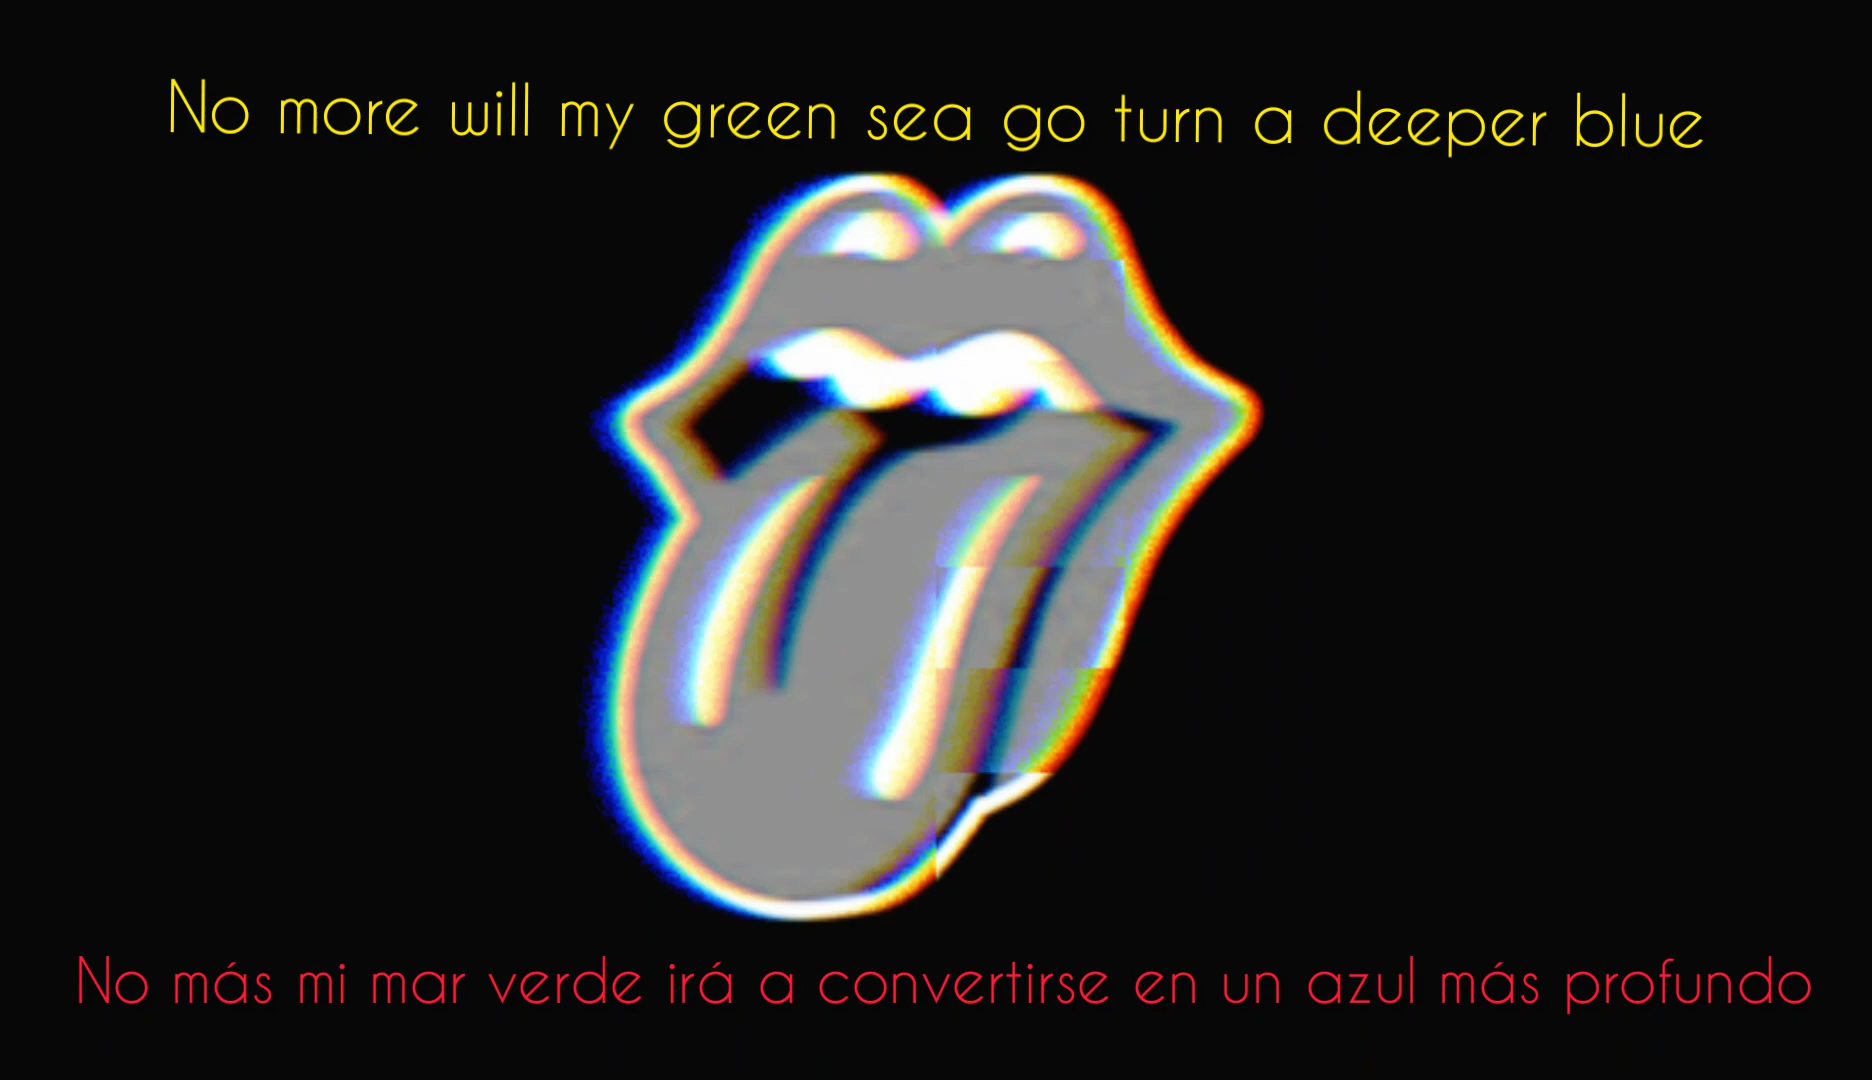 No more will my green sea go turn a deeper blue
No más mi mar verde irá a convertirse en un azul más profundo